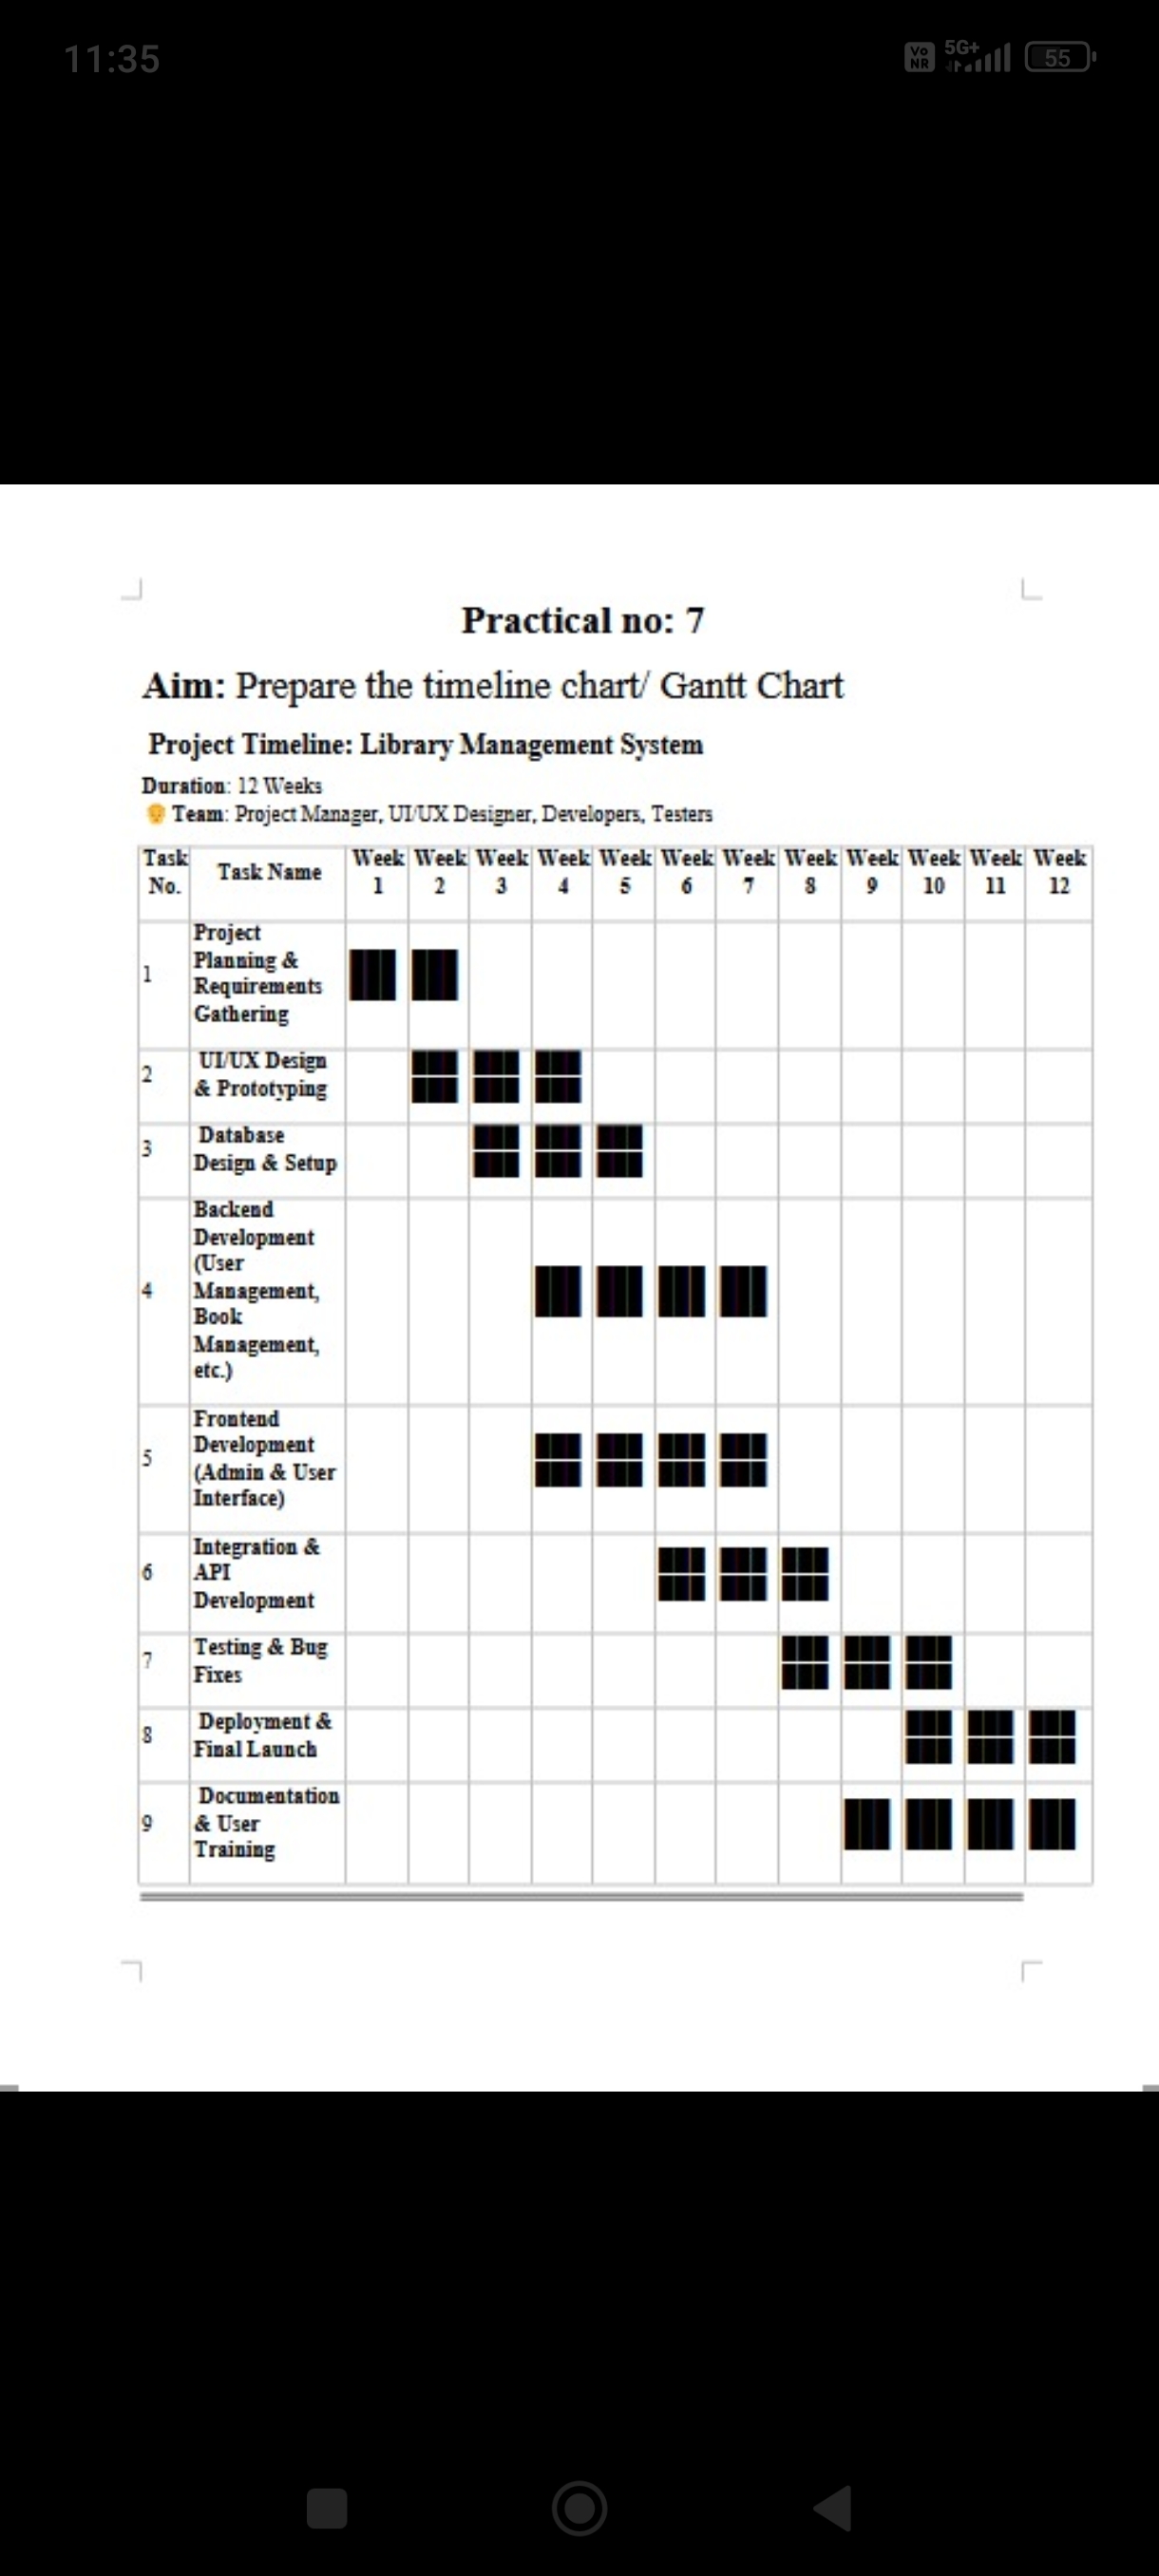 11:35
Vo NR 5G+ 55
Practical no: 7
Aim: Prepare the timeline chart/ Gantt Chart
Project Timeline: Library Management System
Duration: 12 Weeks
Team: Project Manager, UI/UX Designer, Developers, Testers
Task No. Task Name Week 1 Week 2 Week 3 Week 4 Week 5 Week 6 Week 7 Week 8 Week 9 Week 10 Week 11 Week 12
1
Project
Planning &
Requirements
Gathering
2
UI/UX Design
& Prototyping
3
Database
Design & Setup
4
Backend
Development
(User
Management,
Book
Management,
etc.)
5
Frontend
Development
(Admin & User
Interface)
6
Integration &
API
Development
7
Testing & Bug
Fixes
8
Deployment &
Final Launch
9
Documentation
& User
Training